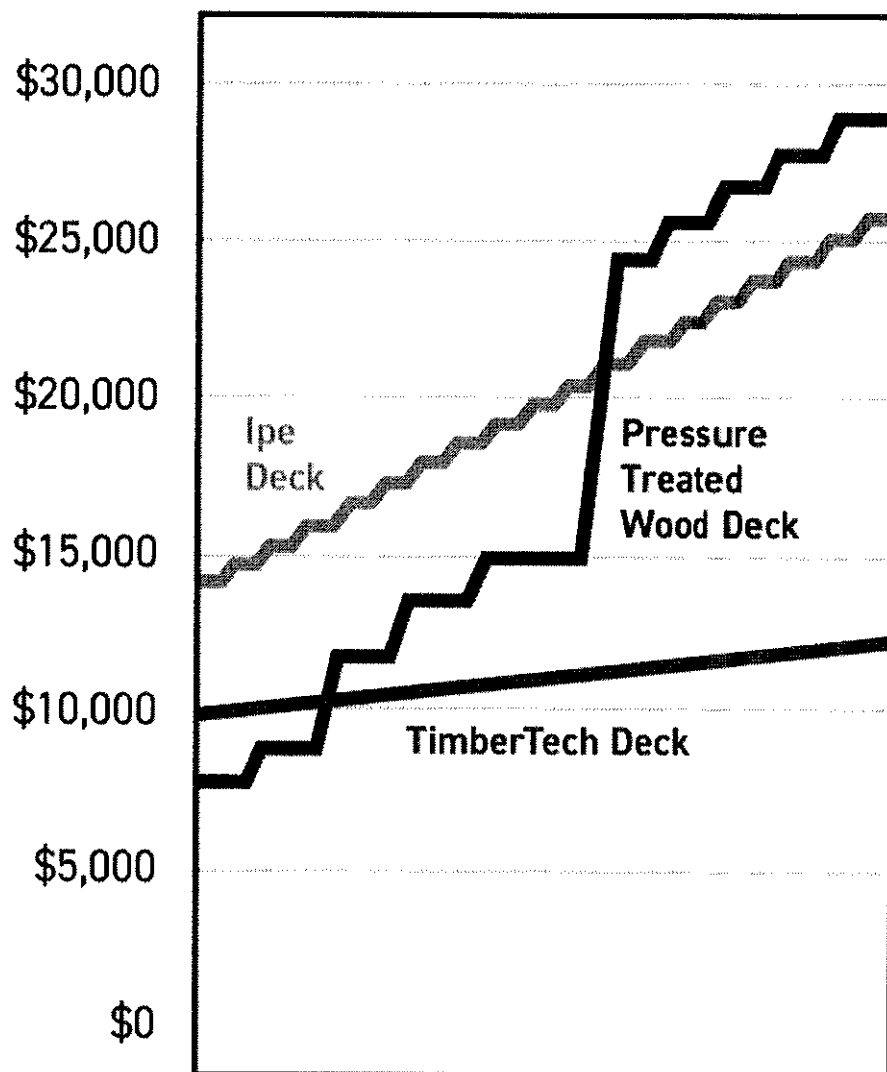 $30,000
$25,000
$20,000
Ipe
Deck
Pressure
Treated
Wood Deck
$15,000
$10,000
TimberTech Deck
$5,000
$0